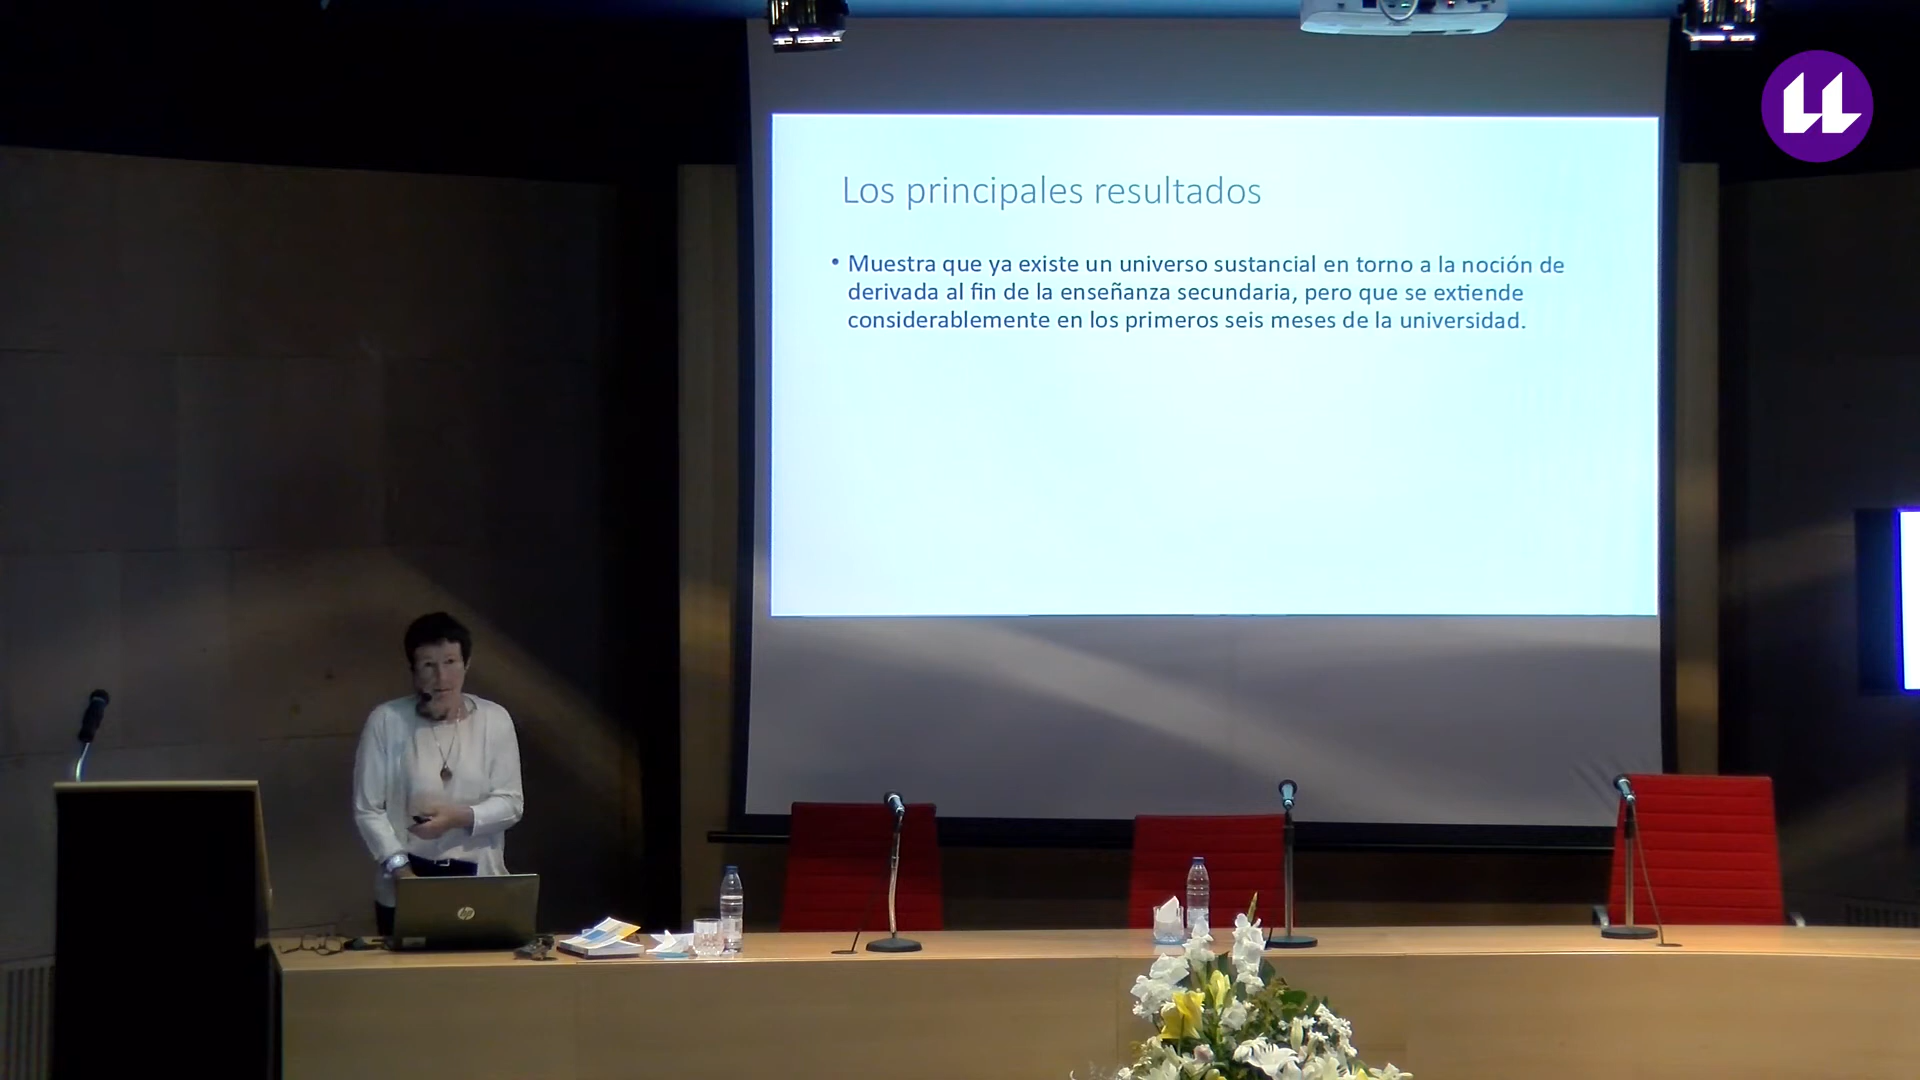 Los principales resultados
• Muestra que ya existe un universo sustancial en torno a la noción de
derivada al fin de la enseñanza secundaria, pero que se extiende
considerablemente en los primeros seis meses de la universidad.
hp